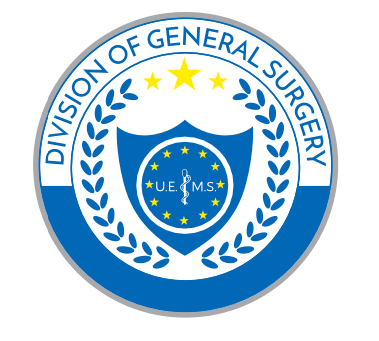 DIVISION OF GENERAL SURGERY
U.E. M.S.